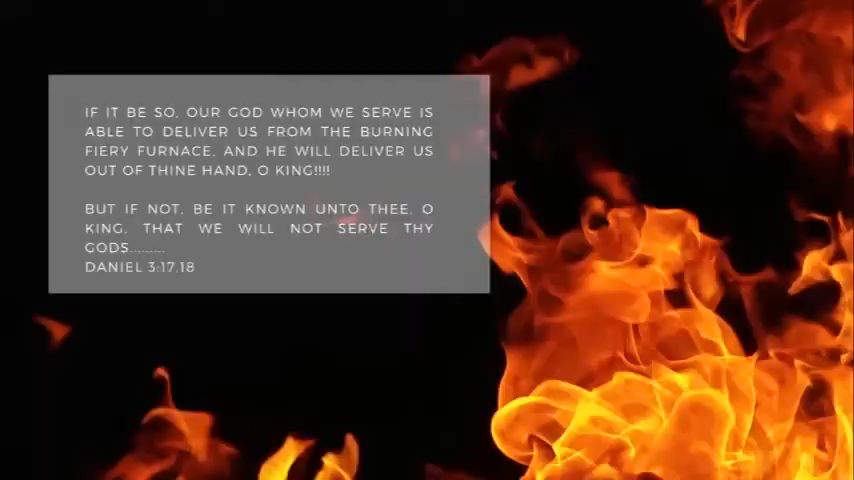 IF IT BE SO, OUR GOD WHOM WE SERVE IS
ABLE TO DELIVER US FROM THE BURNING
FIERY FURNACE, AND HE WILL DELIVER US
OUT OF THINE HAND, O KING!!!!
BUT IF NOT, BE IT KNOWN UNTO THEE, O
KING, THAT WE WILL NOT SERVE THY
GODS.........
DANIEL 3:17,18